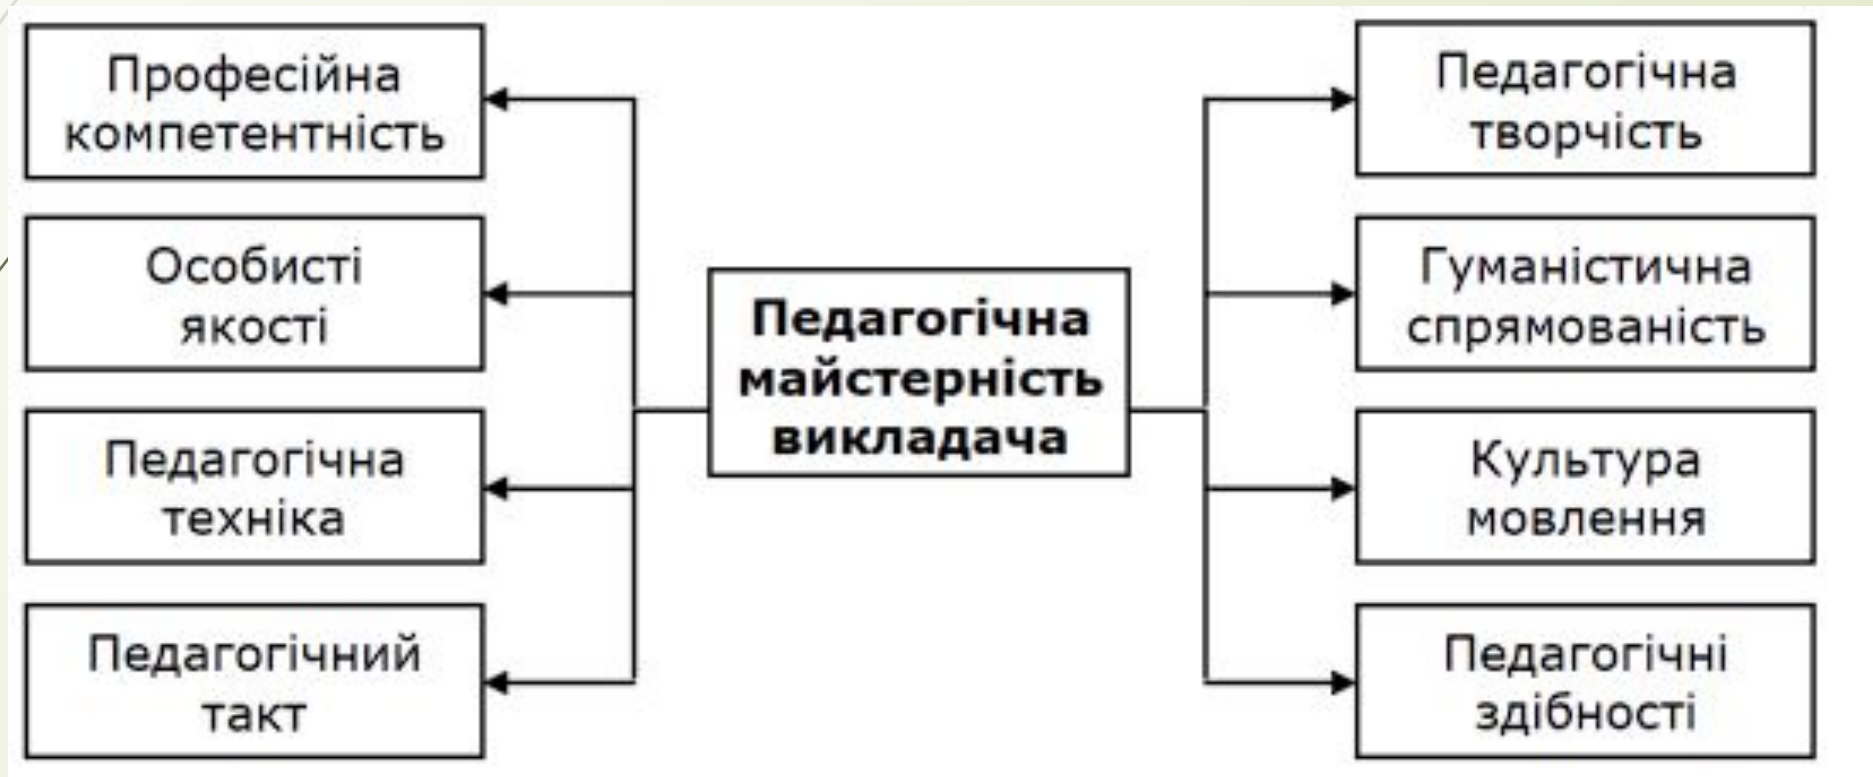 Професійна
компетентність
Особисті
якості
Педагогічна
техніка
Педагогічний
такт
Педагогічна
майстерність
викладача
Педагогічна
творчість
Гуманістична
спрямованість
Культура
мовлення
Педагогічні
здібності